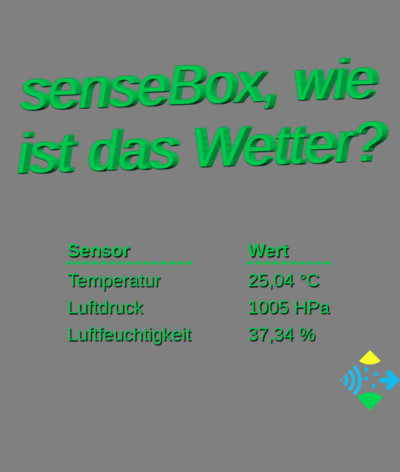 senseBox, wie
ist das Wetter?
Sensor Wert
Temperatur 25,04 °C
Luftdruck 1005 HPa
Luftfeuchtigkeit 37,34 %